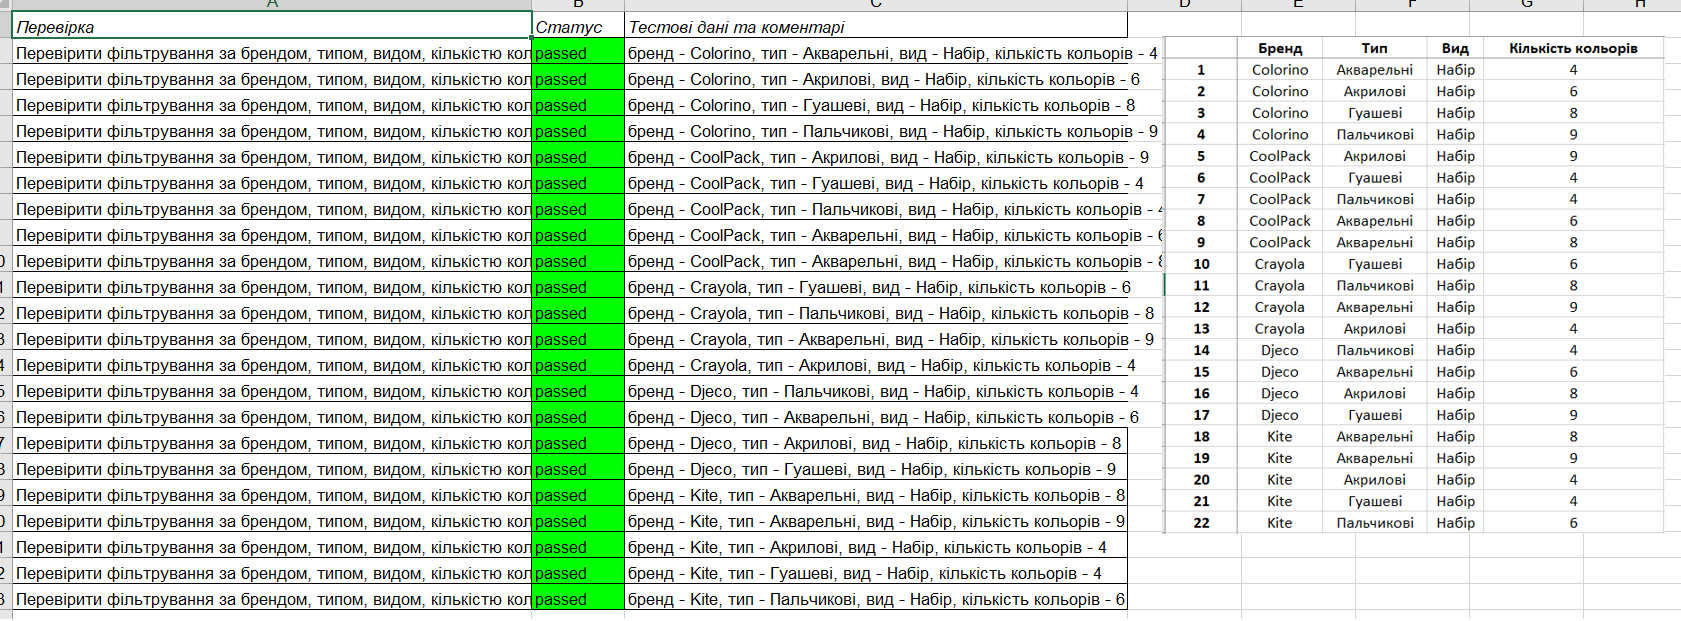 A B C D E F G H
Перевірка Статус Тестові дані та коментарі
Перевірити фільтрування за брендом, типом, видом, кількістю кол passed бренд - Colorino, тип - Акварельні, вид - Набір, кількість кольорів - 4
Перевірити фільтрування за брендом, типом, видом, кількістю кол passed бренд - Colorino, тип - Акрилові, вид - Набір, кількість кольорів - 6
Перевірити фільтрування за брендом, типом, видом, кількістю кол passed бренд - Colorino, тип - Гуашеві, вид - Набір, кількість кольорів - 8
Перевірити фільтрування за брендом, типом, видом, кількістю кол passed бренд - Colorino, тип - Пальчикові, вид - Набір, кількість кольорів - 9
Перевірити фільтрування за брендом, типом, видом, кількістю кол passed бренд - CoolPack, тип - Акрилові, вид - Набір, кількість кольорів - 9
Перевірити фільтрування за брендом, типом, видом, кількістю кол passed бренд - CoolPack, тип - Гуашеві, вид - Набір, кількість кольорів - 4
Перевірити фільтрування за брендом, типом, видом, кількістю кол passed бренд - CoolPack, тип - Пальчикові, вид - Набір, кількість кольорів - 4
Перевірити фільтрування за брендом, типом, видом, кількістю кол passed бренд - CoolPack, тип - Акварельні, вид - Набір, кількість кольорів - 6
Перевірити фільтрування за брендом, типом, видом, кількістю кол passed бренд - CoolPack, тип - Акварельні, вид - Набір, кількість кольорів - 8
Перевірити фільтрування за брендом, типом, видом, кількістю кол passed бренд - Crayola, тип - Гуашеві, вид - Набір, кількість кольорів - 6
Перевірити фільтрування за брендом, типом, видом, кількістю кол passed бренд - Crayola, тип - Пальчикові, вид - Набір, кількість кольорів - 8
Перевірити фільтрування за брендом, типом, видом, кількістю кол passed бренд - Crayola, тип - Акварельні, вид - Набір, кількість кольорів - 9
Перевірити фільтрування за брендом, типом, видом, кількістю кол passed бренд - Crayola, тип - Акрилові, вид - Набір, кількість кольорів - 4
Перевірити фільтрування за брендом, типом, видом, кількістю кол passed бренд - Djeco, тип - Пальчикові, вид - Набір, кількість кольорів - 4
Перевірити фільтрування за брендом, типом, видом, кількістю кол passed бренд - Djeco, тип - Акварельні, вид - Набір, кількість кольорів - 6
Перевірити фільтрування за брендом, типом, видом, кількістю кол passed бренд - Djeco, тип - Акрилові, вид - Набір, кількість кольорів - 8
Перевірити фільтрування за брендом, типом, видом, кількістю кол passed бренд - Djeco, тип - Гуашеві, вид - Набір, кількість кольорів - 9
Перевірити фільтрування за брендом, типом, видом, кількістю кол passed бренд - Kite, тип - Акварельні, вид - Набір, кількість кольорів - 8
Перевірити фільтрування за брендом, типом, видом, кількістю кол passed бренд - Kite, тип - Акварельні, вид - Набір, кількість кольорів - 9
Перевірити фільтрування за брендом, типом, видом, кількістю кол passed бренд - Kite, тип - Акрилові, вид - Набір, кількість кольорів - 4
Перевірити фільтрування за брендом, типом, видом, кількістю кол passed бренд - Kite, тип - Гуашеві, вид - Набір, кількість кольорів - 4
Перевірити фільтрування за брендом, типом, видом, кількістю кол passed бренд - Kite, тип - Пальчикові, вид - Набір, кількість кольорів - 6
Бренд Тип Вид Кількість кольорів
1 Colorino Акварельні Набір 4
2 Colorino Акрилові Набір 6
3 Colorino Гуашеві Набір 8
4 Colorino Пальчикові Набір 9
5 CoolPack Акрилові Набір 9
6 CoolPack Гуашеві Набір 4
7 CoolPack Пальчикові Набір 4
8 CoolPack Акварельні Набір 6
9 CoolPack Акварельні Набір 8
10 Crayola Гуашеві Набір 6
11 Crayola Пальчикові Набір 8
12 Crayola Акварельні Набір 9
13 Crayola Акрилові Набір 4
14 Djeco Пальчикові Набір 4
15 Djeco Акварельні Набір 6
16 Djeco Акрилові Набір 8
17 Djeco Гуашеві Набір 9
18 Kite Акварельні Набір 8
19 Kite Акварельні Набір 9
20 Kite Акрилові Набір 4
21 Kite Гуашеві Набір 4
22 Kite Пальчикові Набір 6